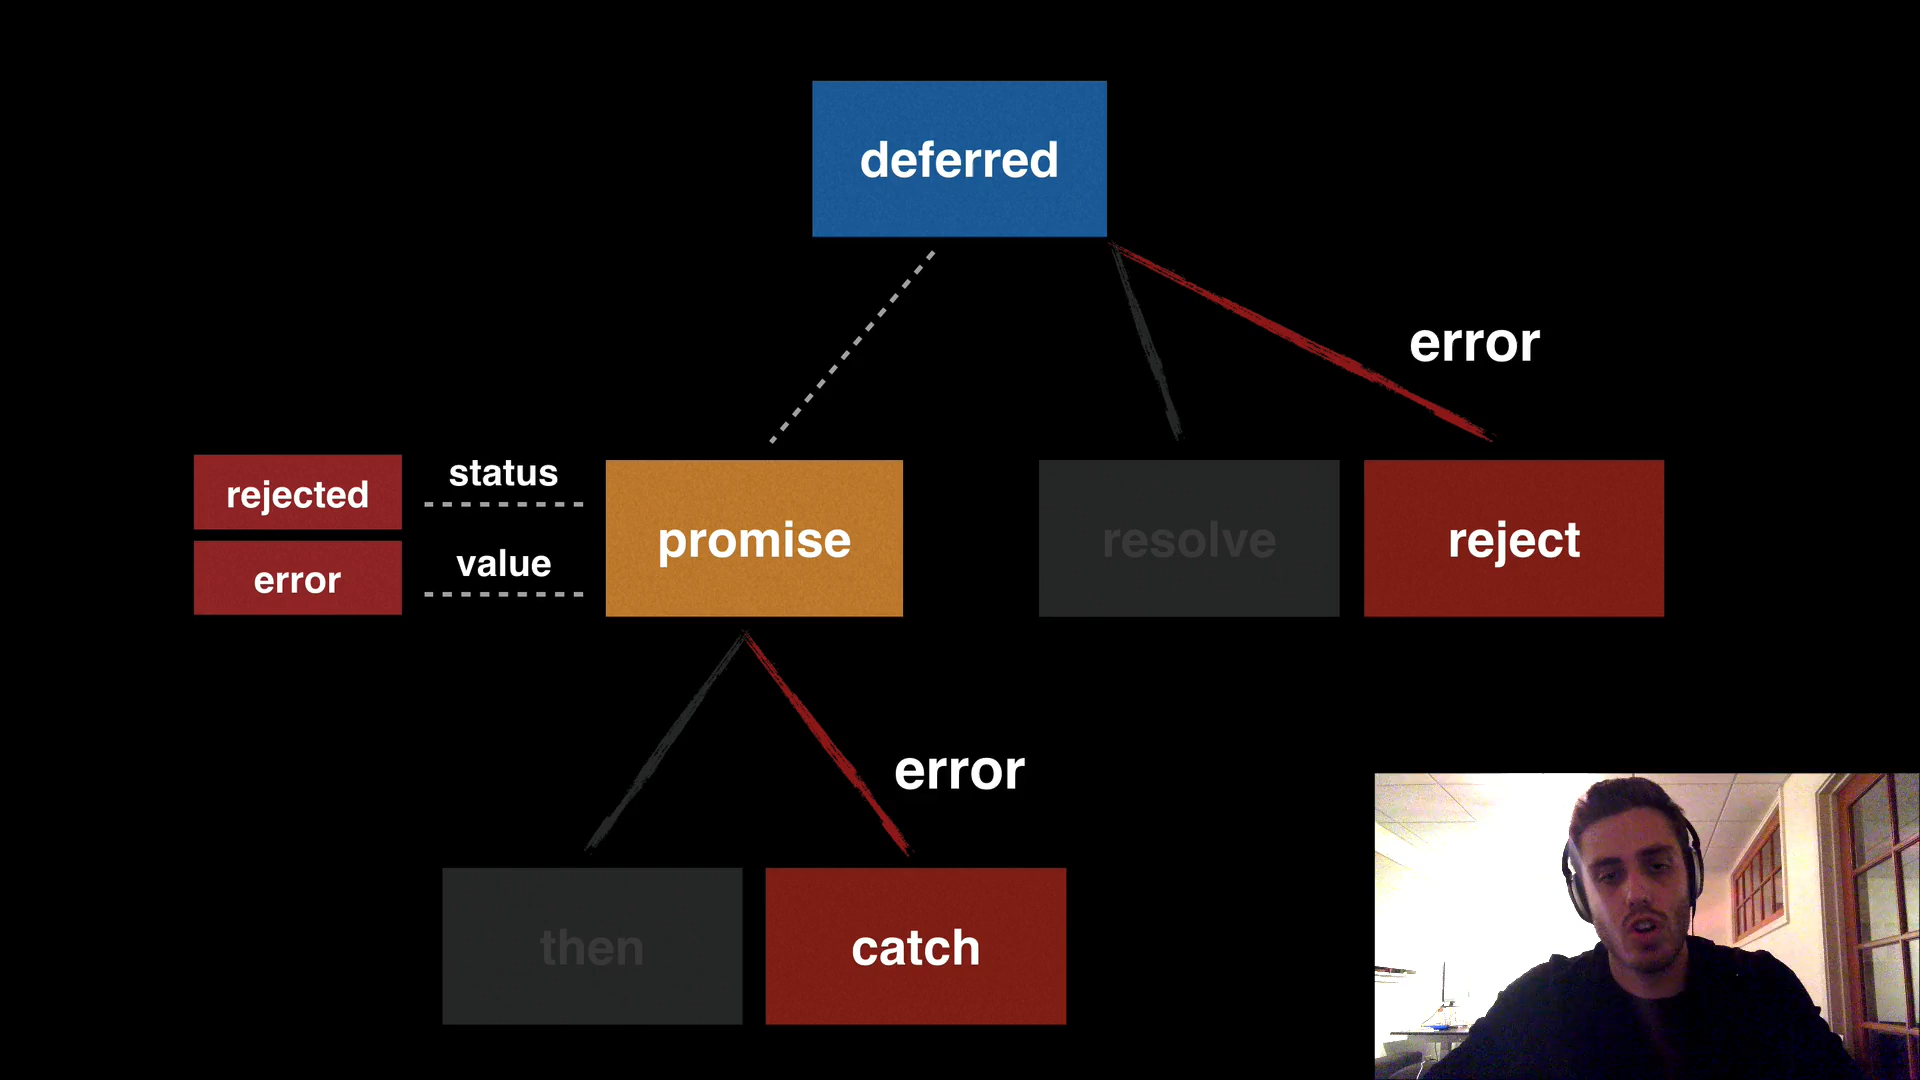 deferred
error
rejected
status
error
value
promise
resolve
reject
error
then
catch